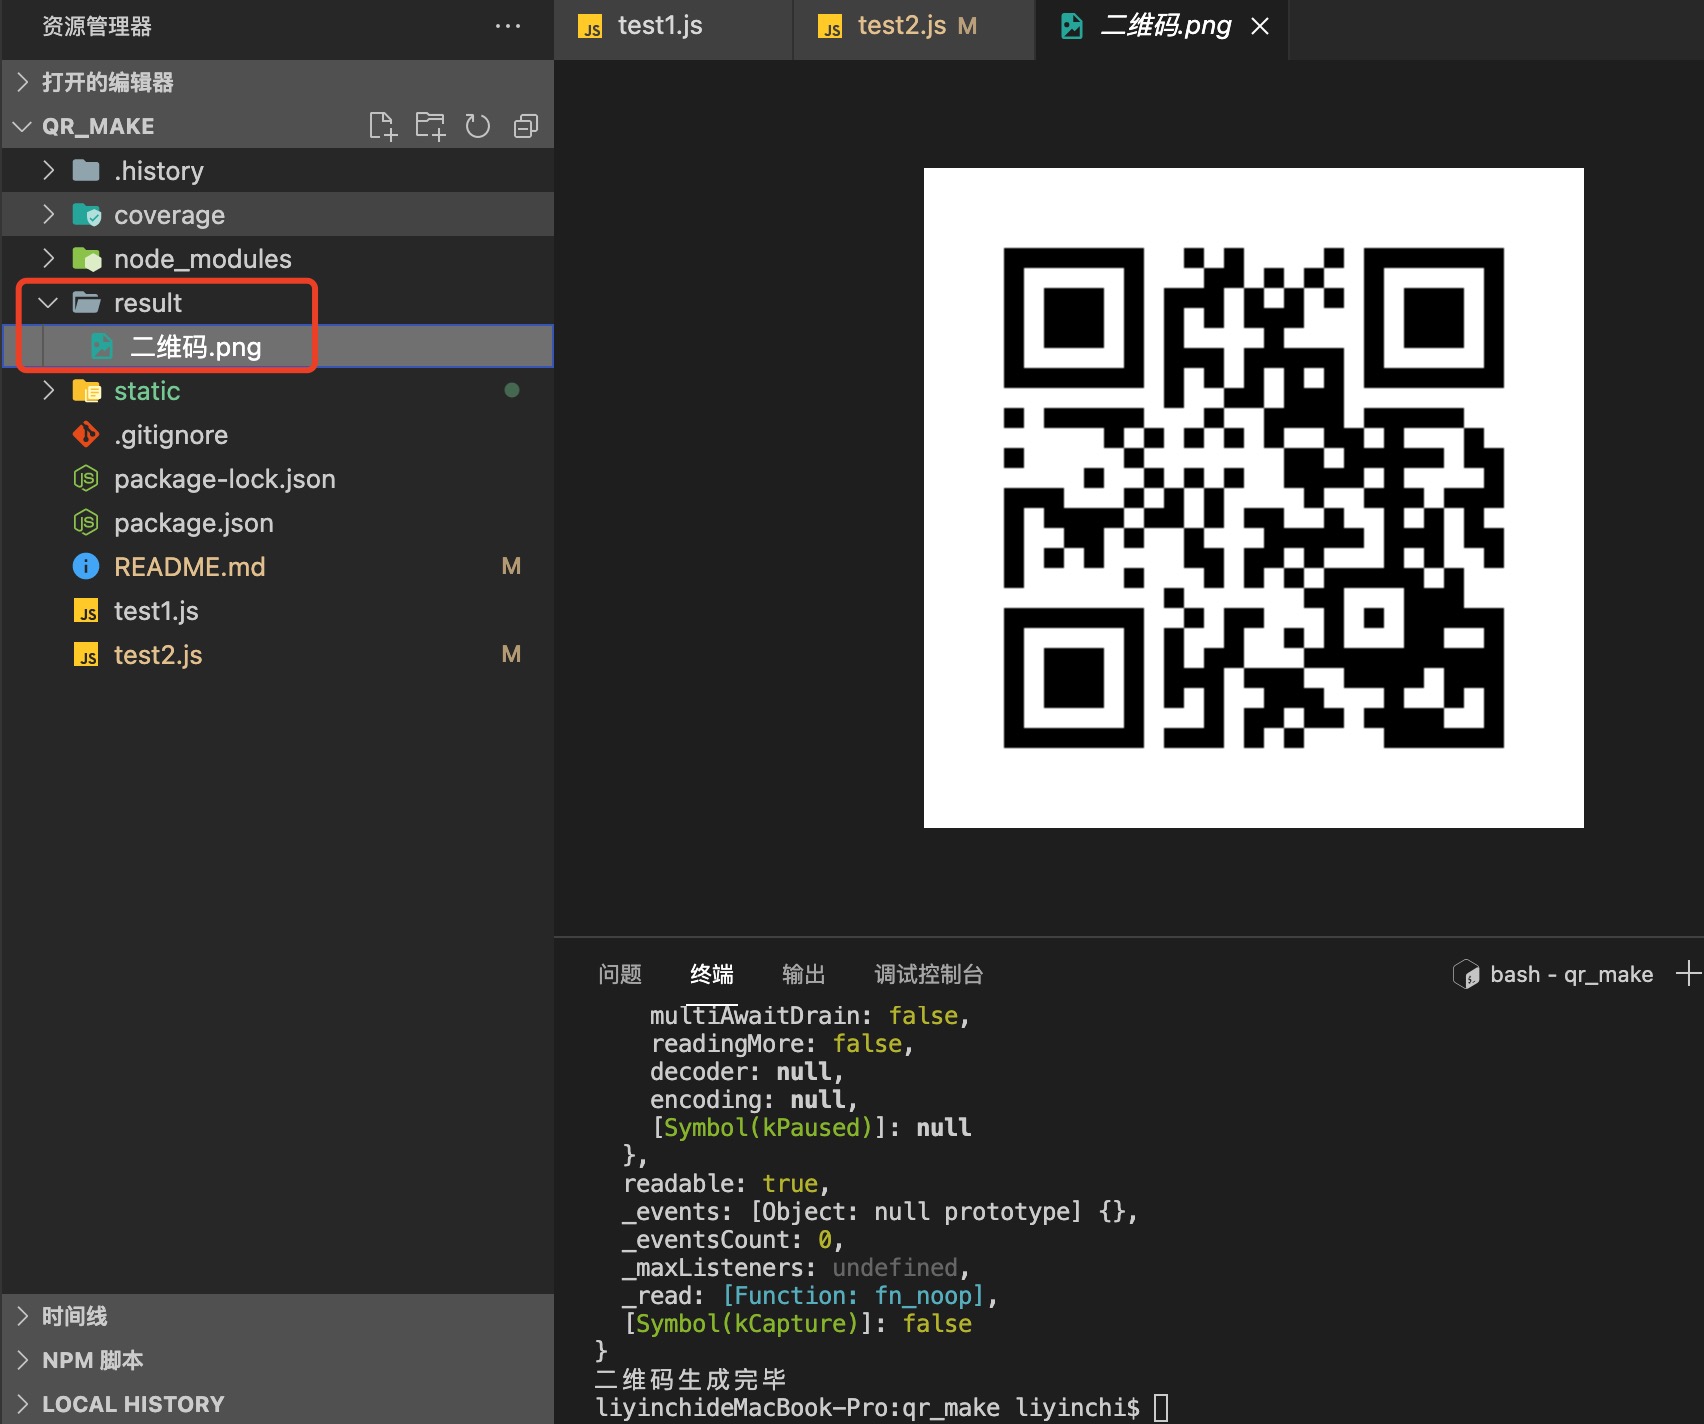 资源管理器
打开的编辑器
QR_MAKE
.history
coverage
node_modules
result
二维码.png
static
.gitignore
package-lock.json
package.json
README.md M
test1.js
test2.js M
时间线
NPM 脚本
LOCAL HISTORY
test1.js
test2.js M
二维码.png
问题 终端 输出 调试控制台
bash - qr_make
multiAwaitDrain: false,
readingMore: false,
decoder: null,
encoding: null,
[Symbol(kPaused)]: null
},
readable: true,
_events: [Object: null prototype] {},
_eventsCount: 0,
_maxListeners: undefined,
_read: [Function: fn_noop],
[Symbol(kCapture)]: false
}
二维码生成完毕
liyinchideMacBook-Pro:qr_make liyinchi$